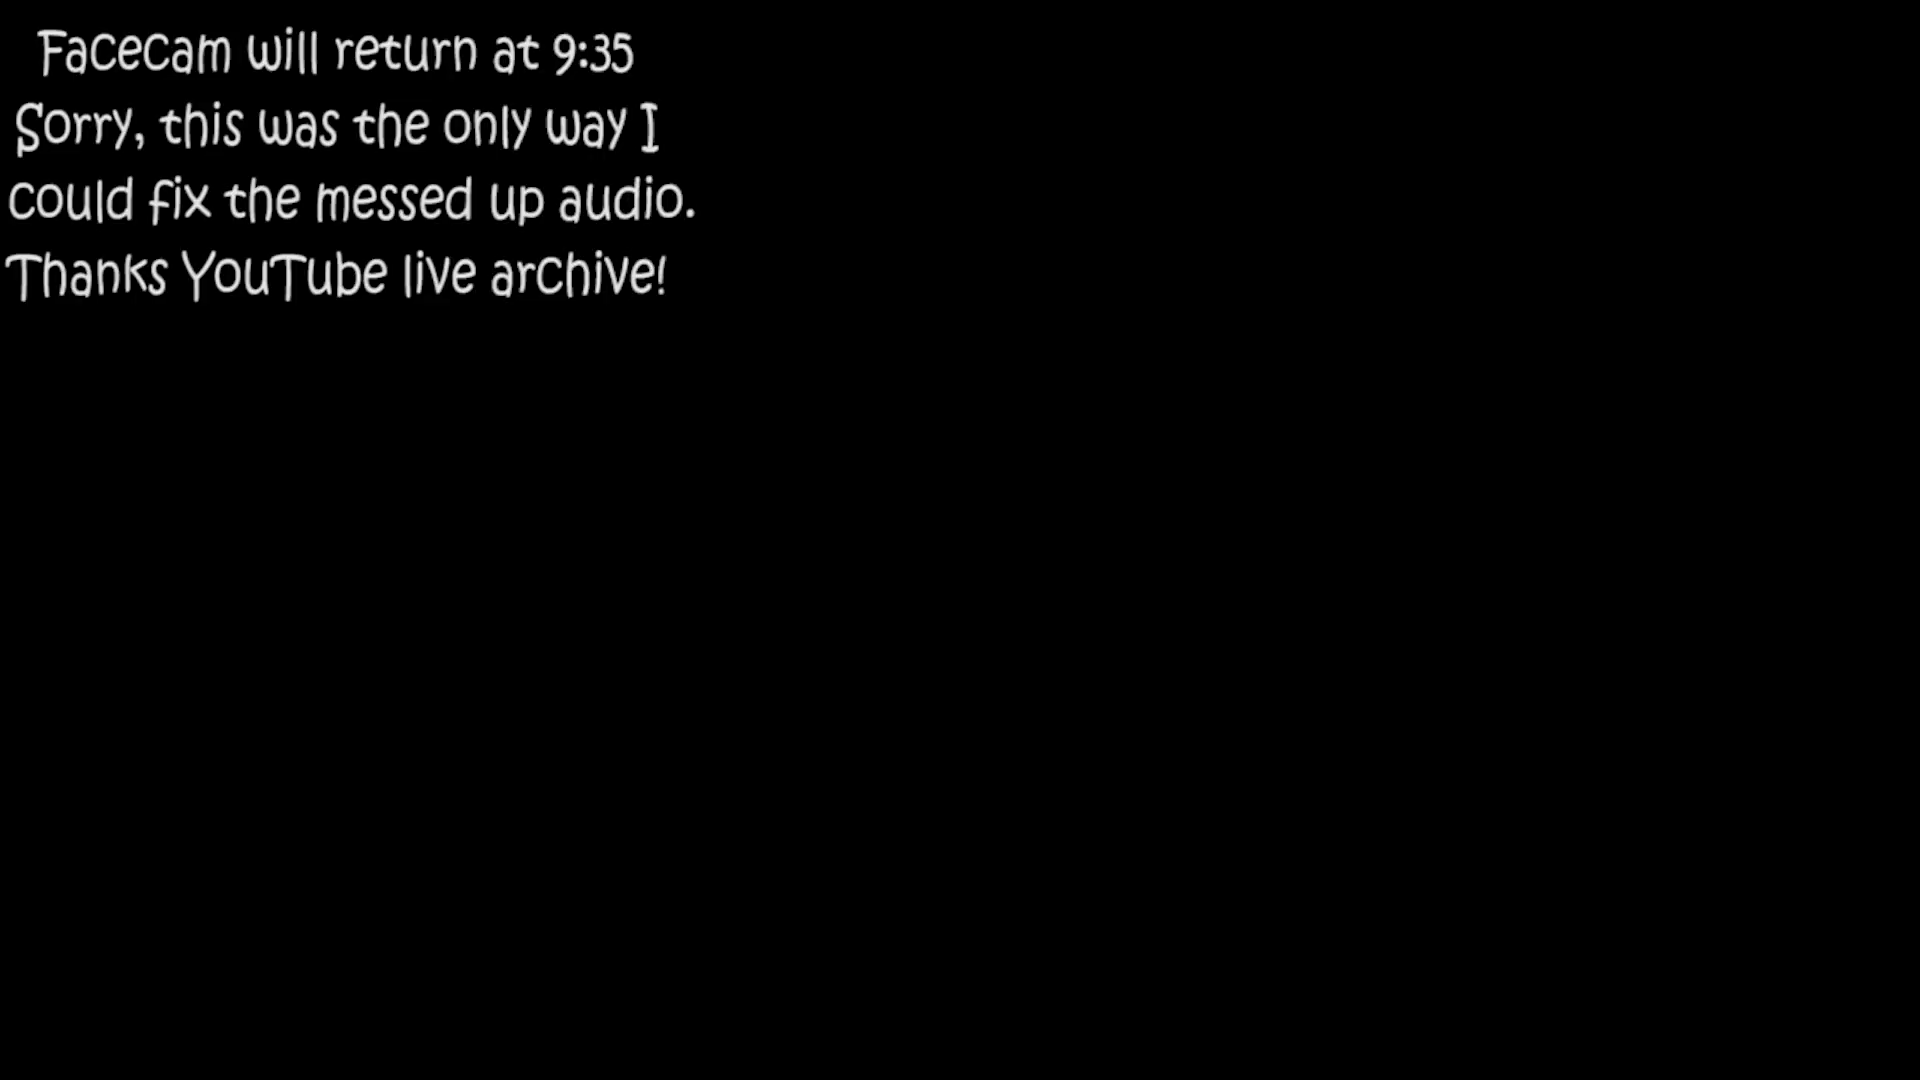 Facecam will return at 9:35
Sorry, this was the only way I
could fix the messed up audio.
Thanks YouTube live archive!